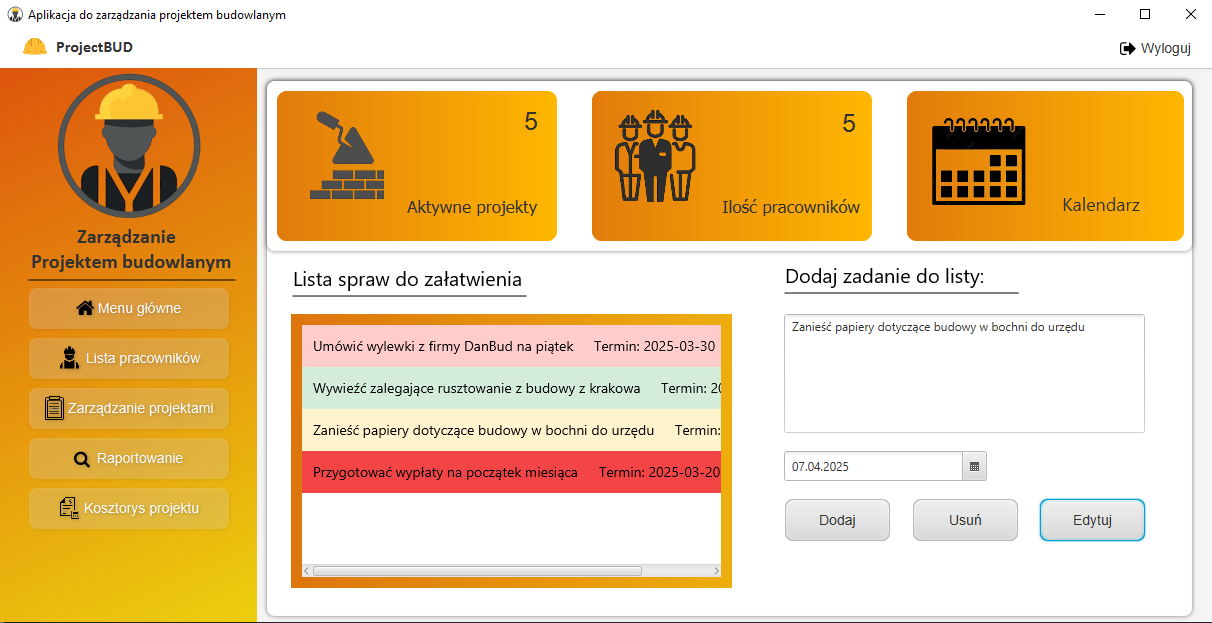 Aplikacja do zarządzania projektem budowlanym
ProjectBUD
Wyloguj
Zarządzanie
Projektem budowlanym
Menu główne
Lista pracowników
Zarządzanie projektami
Raportowanie
Kosztorys projektu
5
Aktywne projekty
5
Ilość pracowników
Kalendarz
Lista spraw do załatwienia
Umówić wylewki z firmy DanBud na piątek Termin: 2025-03-30
Wywieźć zalegające rusztowanie z budowy z krakowa Termin: 20
Zanieść papiery dotyczące budowy w bochni do urzędu Termin:
Przygotować wypłaty na początek miesiąca Termin: 2025-03-20
Dodaj zadanie do listy:
Zanieść papiery dotyczące budowy w bochni do urzędu
07.04.2025
Dodaj
Usuń
Edytuj